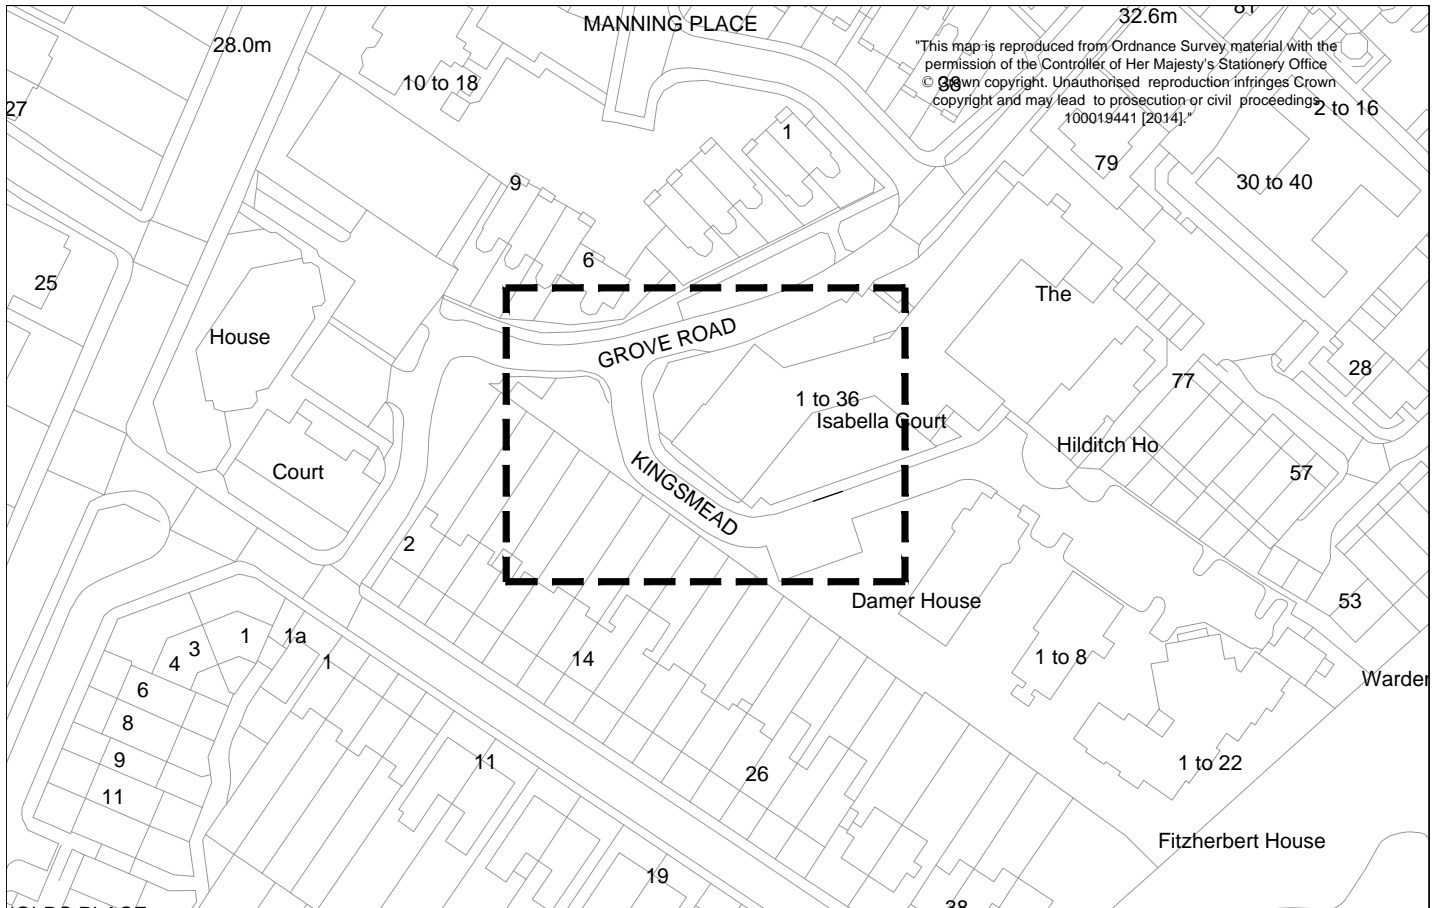 MANNING PLACE
32.6m
28.0m
"This map is reproduced from Ordnance Survey material with the
permission of the Controller of Her Majesty's Stationery Office
© Crown copyright. Unauthorised reproduction infringes Crown
copyright and may lead to prosecution or civil proceedings
100019441 [2014]."
38
10 to 18
27
2 to 16
1
79
9
30 to 40
6
25
The
House
GROVE ROAD
28
77
1 to 36
Isabella Court
Hilditch Ho
Court
57
KINGSMEAD
2
Damer House
53
1
1a
3
4
1
14
1 to 8
6
Warden
8
9
11
26
1 to 22
11
Fitzherbert House
19
38